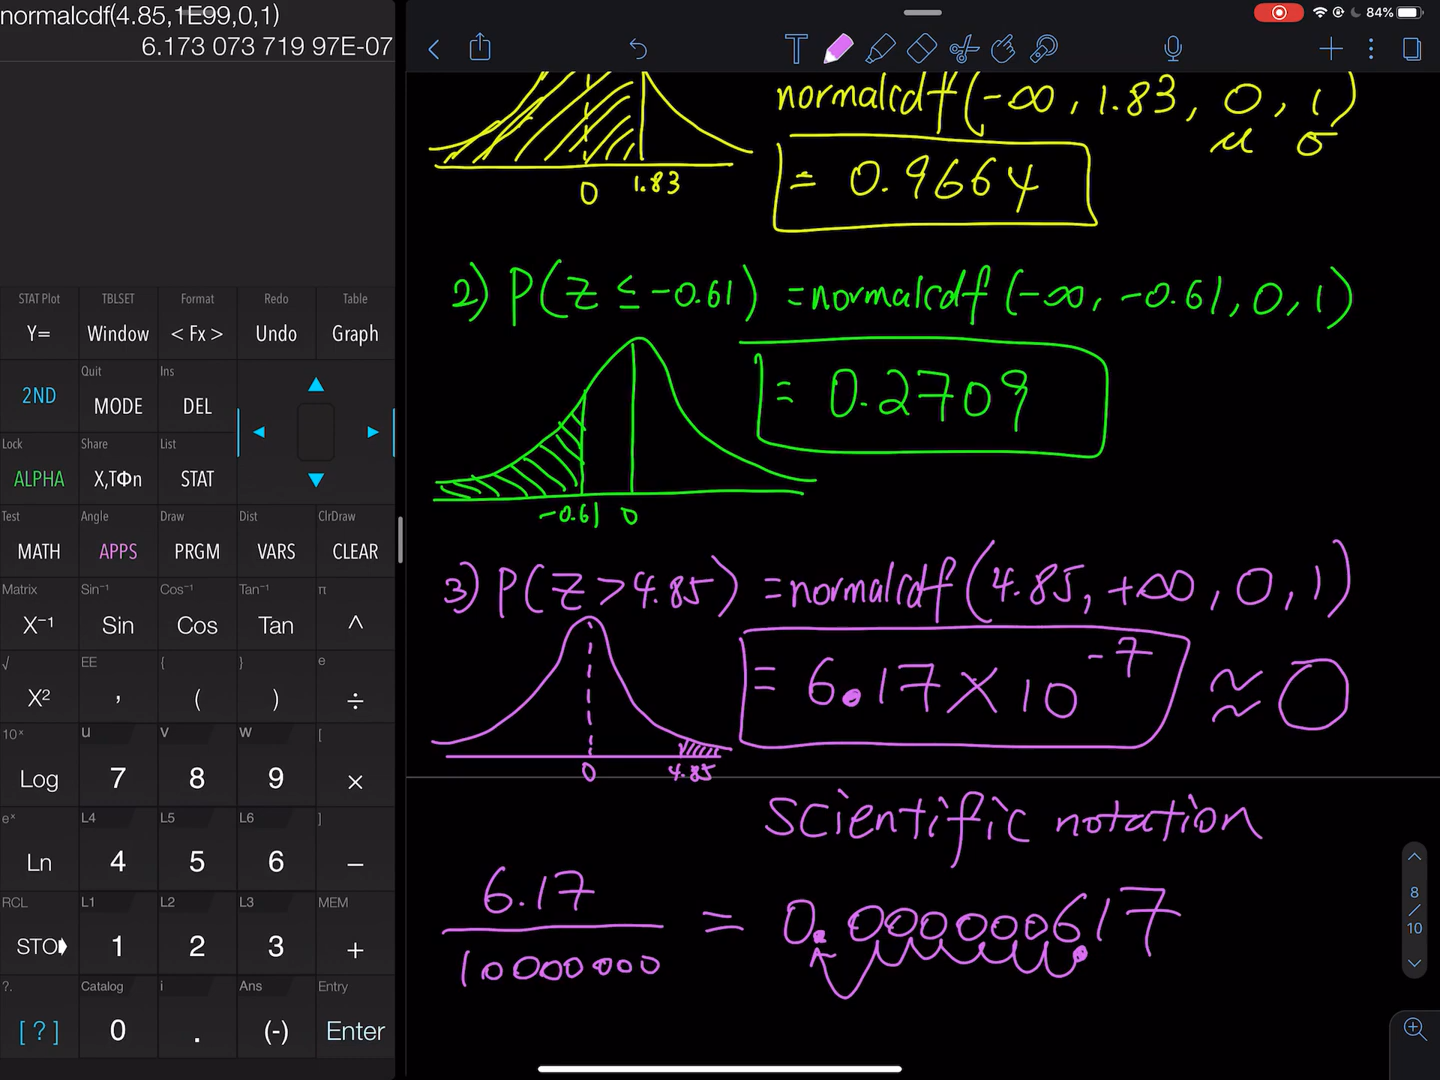 normalcdf(4.85,1E99,0,1)
6.173 073 719 97E-07
84%
normalcdf(-∞, 1.83, 0, 1)
μ σ
= 0.9664
0 1.83
2) P(Z ≤ -0.61) = normalcdf(-∞, -0.61, 0, 1)
= 0.2709
-0.61 0
3) P(Z > 4.85) = normalcdf(4.85, +∞, 0, 1)
= 6.17 × 10⁻⁷ ≈ 0
0 4.85
scientific notation
6.17
10000000
= 0.000000617
8
/
10
STAT Plot TBLSET Format Redo Table
Y= Window < Fx > Undo Graph
Quit Ins
2ND MODE DEL
Lock Share List
ALPHA X,TΦn STAT
Test Angle Draw Dist ClrDraw
MATH APPS PRGM VARS CLEAR
Matrix Sin⁻¹ Cos⁻¹ Tan⁻¹ π
X⁻¹ Sin Cos Tan ^
√ EE { } e
X² , ( ) ÷
10ˣ u v w [
Log 7 8 9 ×
eˣ L4 L5 L6 ]
Ln 4 5 6 −
RCL L1 L2 L3 MEM
STO 1 2 3 +
?. Catalog i Ans Entry
[ ? ] 0 . (-) Enter